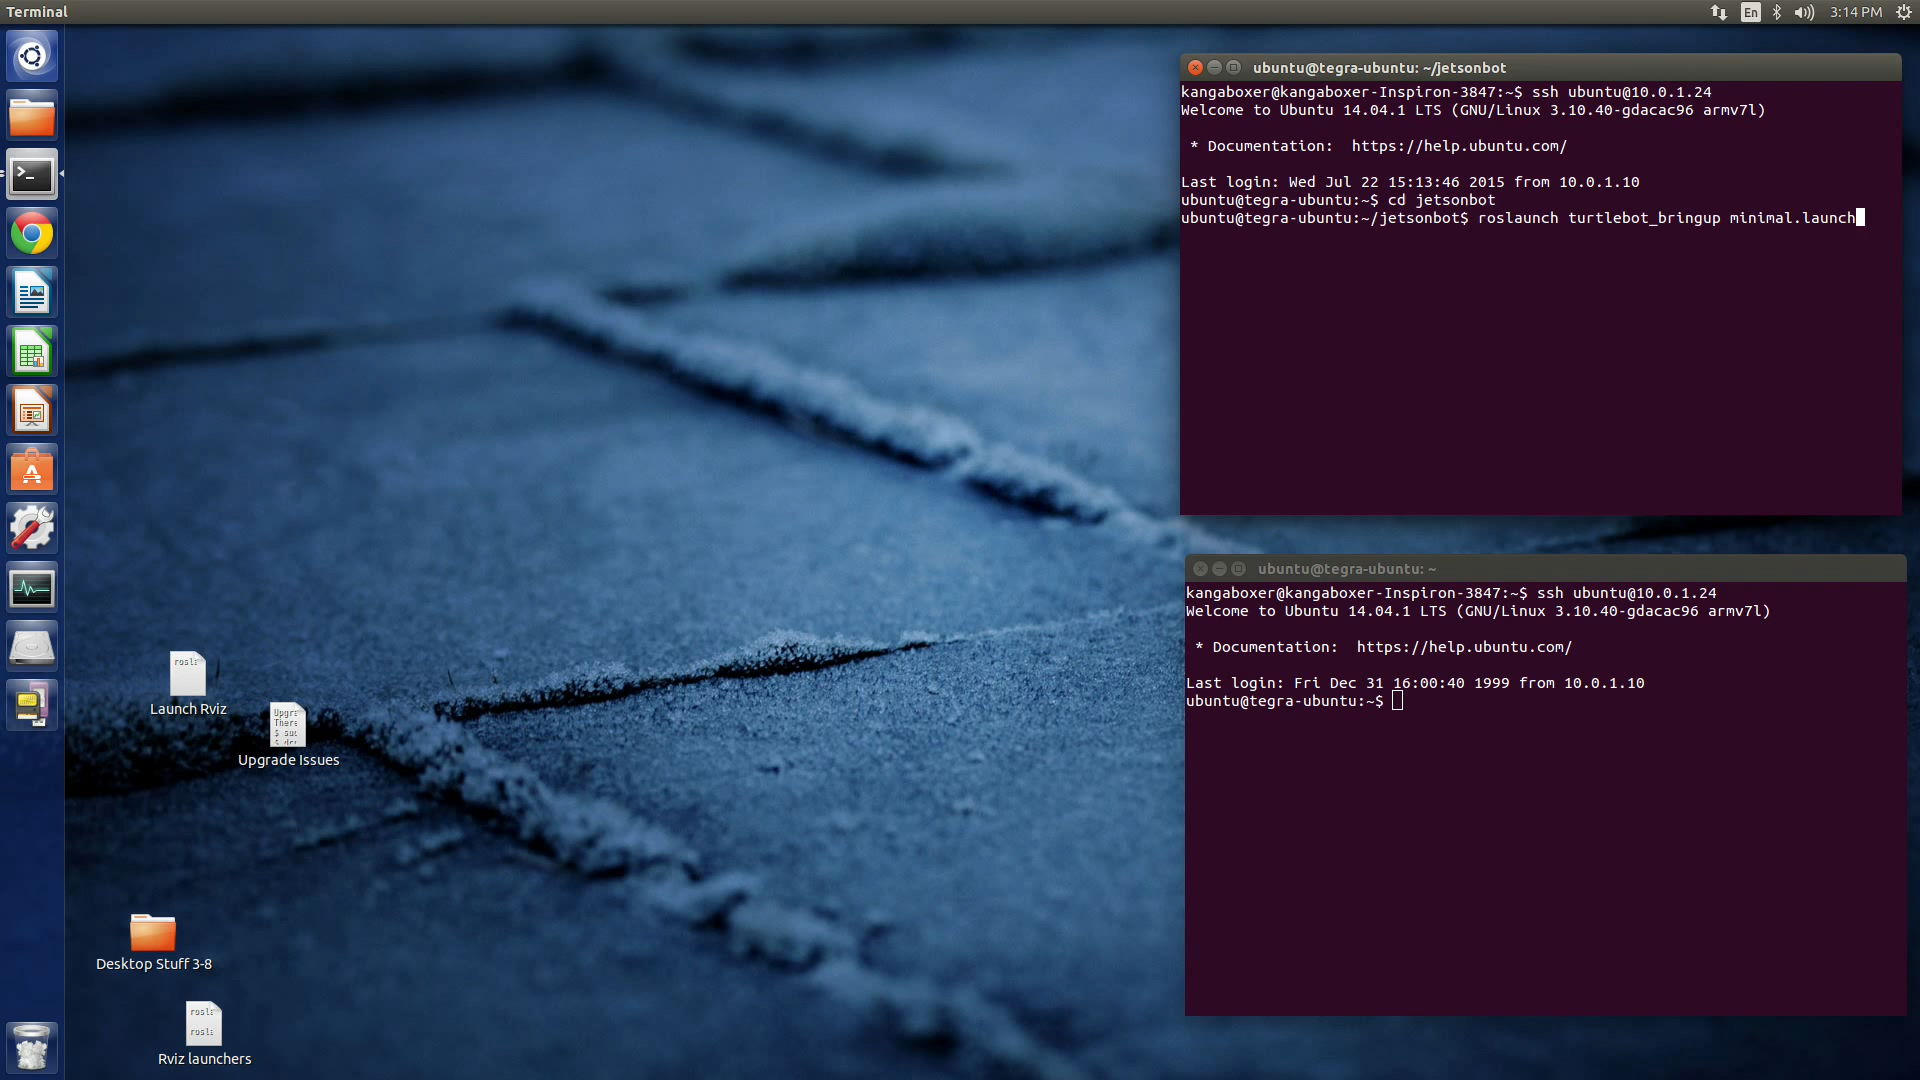 Terminal
En
3:14 PM
ubuntu@tegra-ubuntu: ~/jetsonbot
kangaboxer@kangaboxer-Inspiron-3847:~$ ssh ubuntu@10.0.1.24
Welcome to Ubuntu 14.04.1 LTS (GNU/Linux 3.10.40-gdacac96 armv7l)
* Documentation:  https://help.ubuntu.com/
Last login: Wed Jul 22 15:13:46 2015 from 10.0.1.10
ubuntu@tegra-ubuntu:~$ cd jetsonbot
ubuntu@tegra-ubuntu:~/jetsonbot$ roslaunch turtlebot_bringup minimal.launch
ubuntu@tegra-ubuntu: ~
kangaboxer@kangaboxer-Inspiron-3847:~$ ssh ubuntu@10.0.1.24
Welcome to Ubuntu 14.04.1 LTS (GNU/Linux 3.10.40-gdacac96 armv7l)
* Documentation:  https://help.ubuntu.com/
Last login: Fri Dec 31 16:00:40 1999 from 10.0.1.10
ubuntu@tegra-ubuntu:~$
Launch Rviz
Upgrade Issues
Desktop Stuff 3-8
Rviz launchers